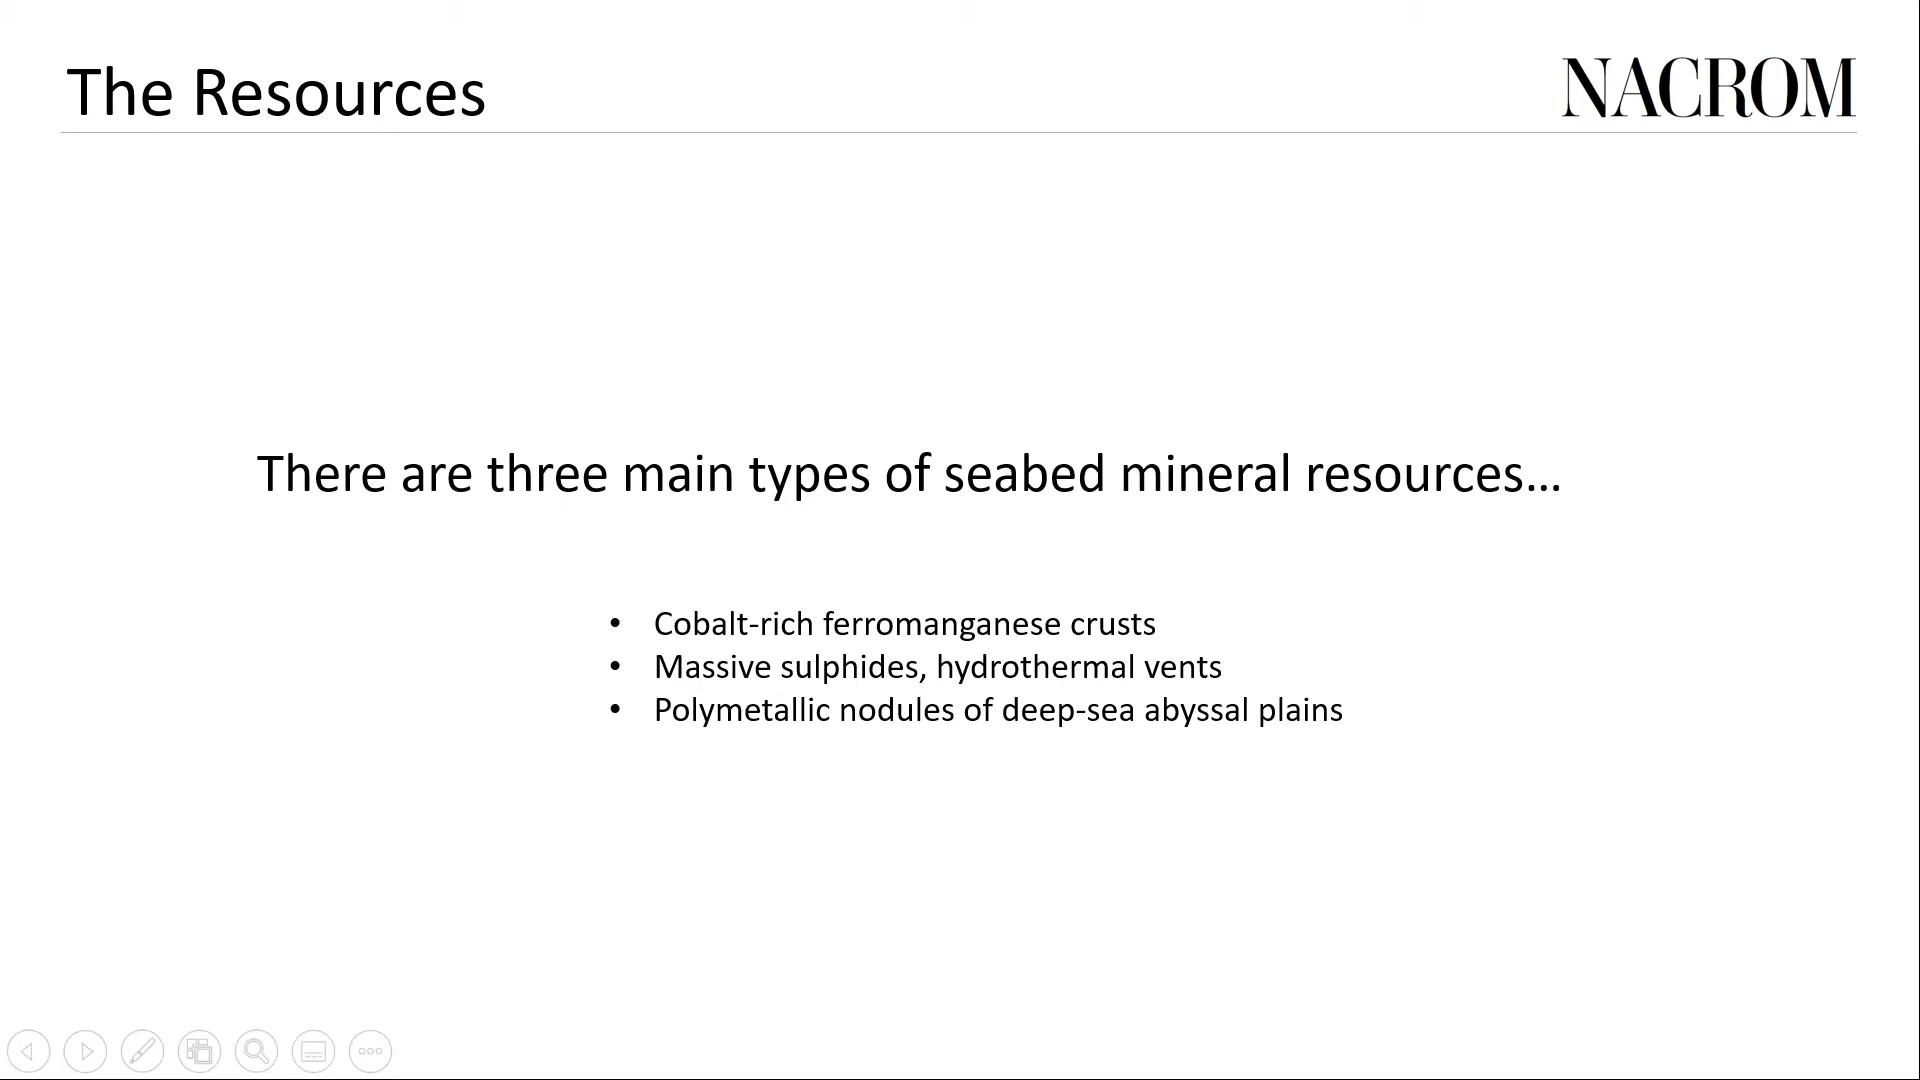 The Resources
NACROM
There are three main types of seabed mineral resources…
• Cobalt-rich ferromanganese crusts
• Massive sulphides, hydrothermal vents
• Polymetallic nodules of deep-sea abyssal plains